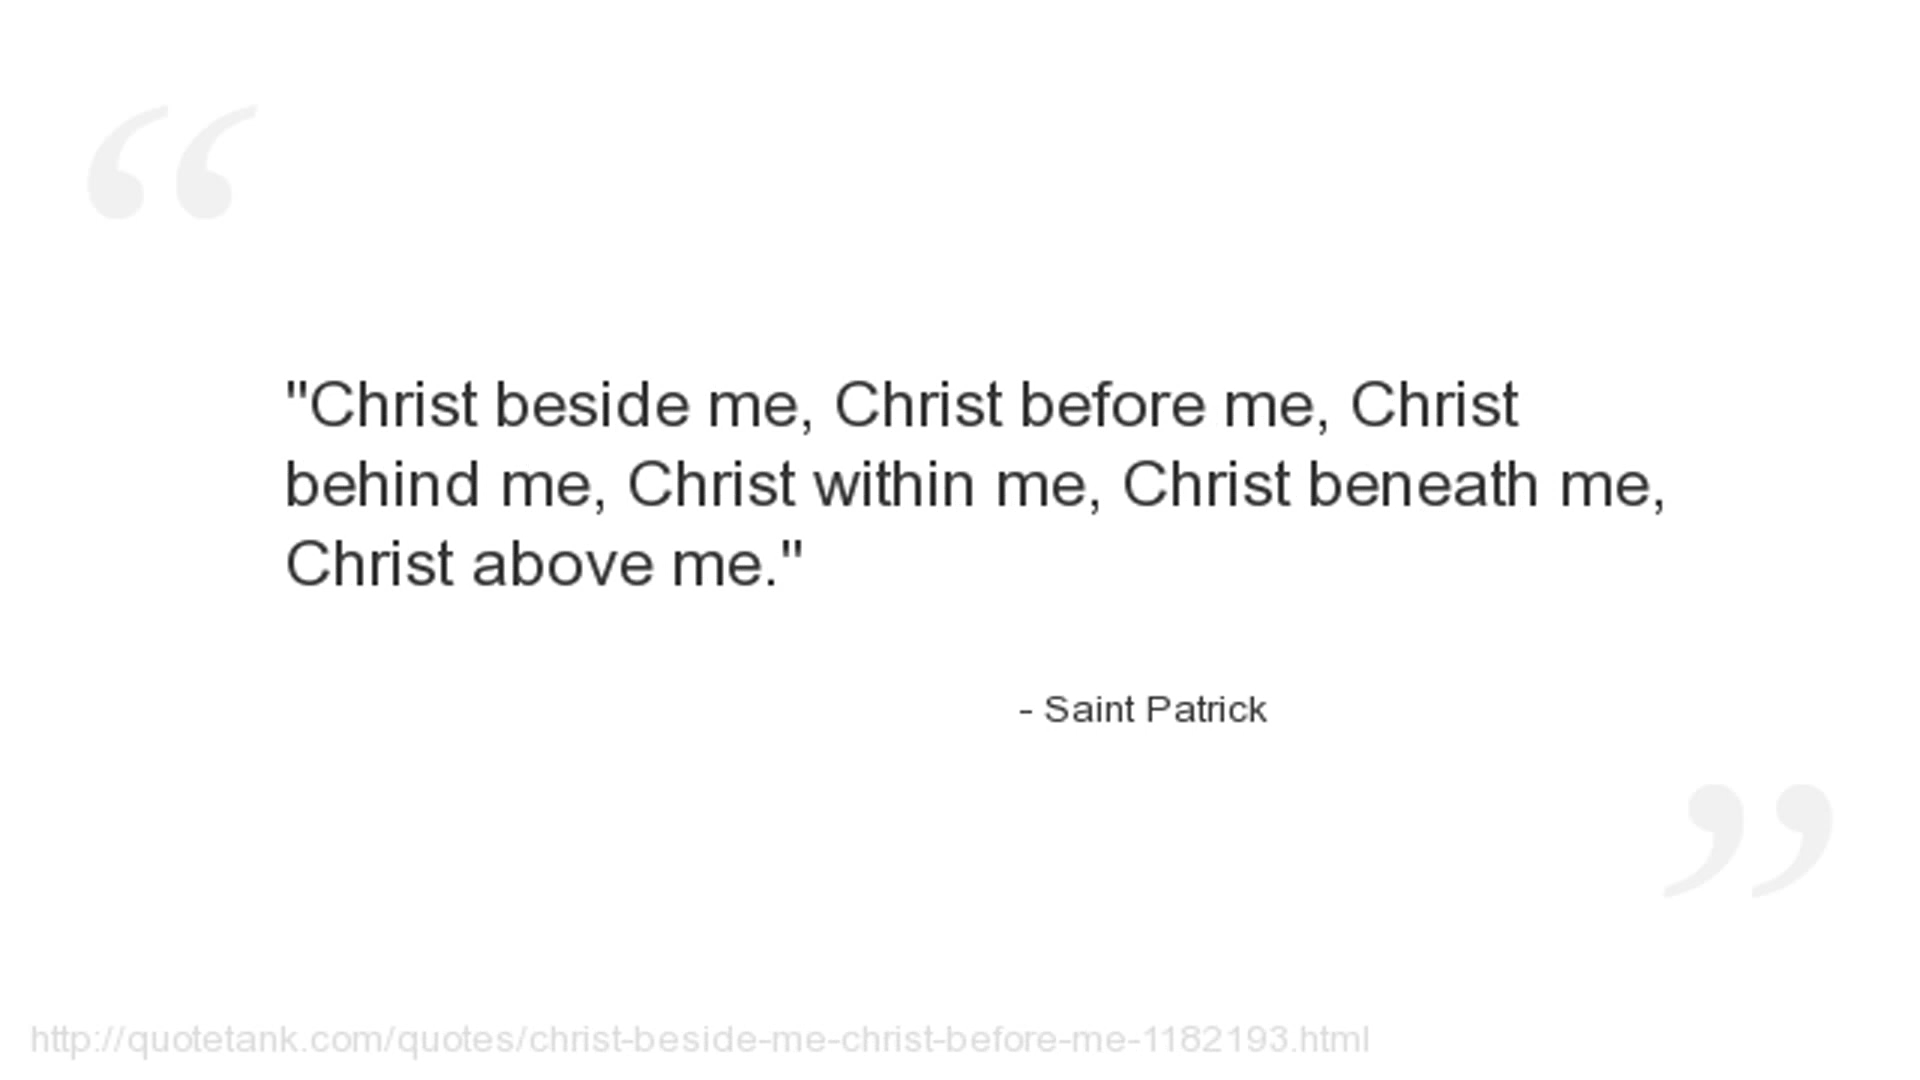 "Christ beside me, Christ before me, Christ
behind me, Christ within me, Christ beneath me,
Christ above me."
- Saint Patrick
http://quotetank.com/quotes/christ-beside-me-christ-before-me-1182193.html